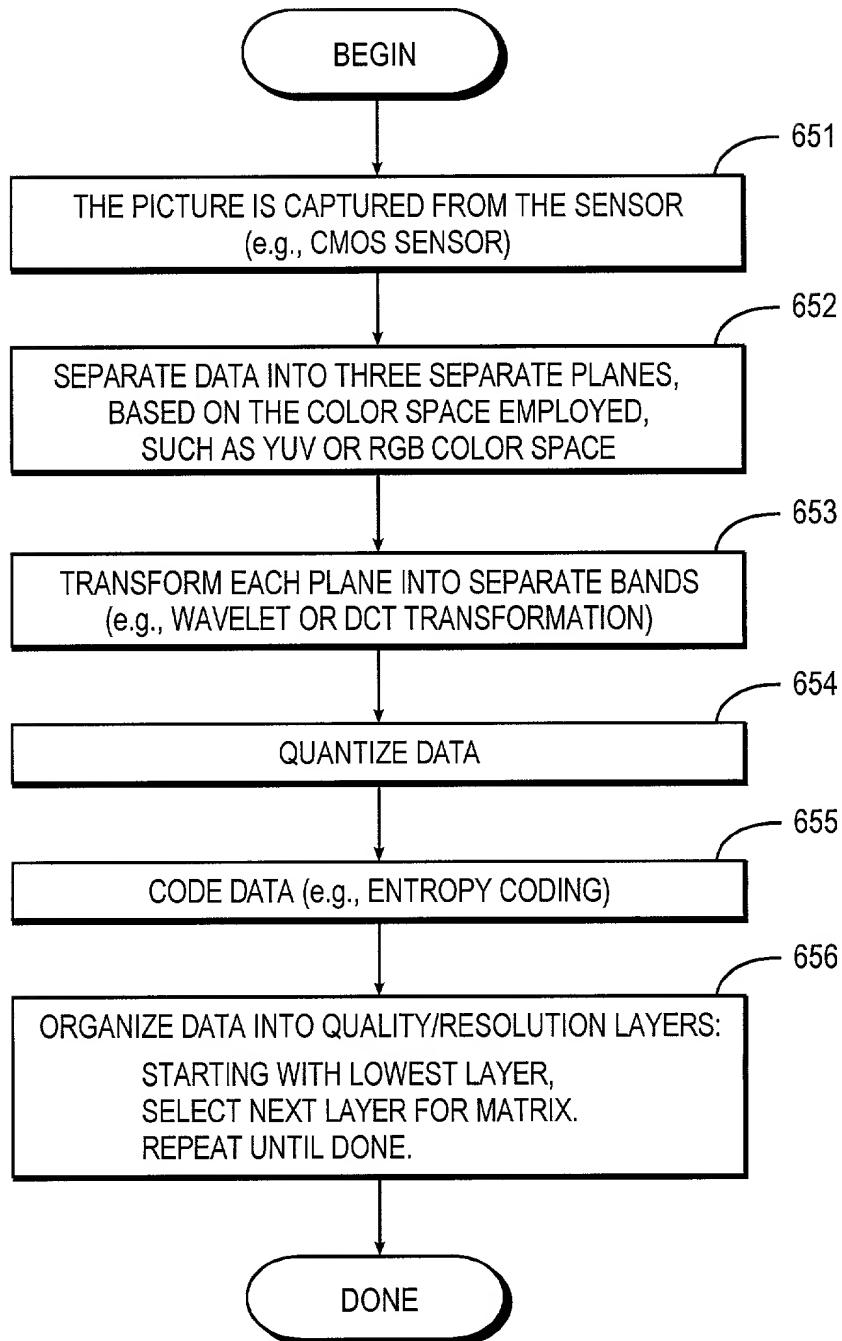 BEGIN
651
THE PICTURE IS CAPTURED FROM THE SENSOR
(e.g., CMOS SENSOR)
652
SEPARATE DATA INTO THREE SEPARATE PLANES,
BASED ON THE COLOR SPACE EMPLOYED,
SUCH AS YUV OR RGB COLOR SPACE
653
TRANSFORM EACH PLANE INTO SEPARATE BANDS
(e.g., WAVELET OR DCT TRANSFORMATION)
654
QUANTIZE DATA
655
CODE DATA (e.g., ENTROPY CODING)
656
ORGANIZE DATA INTO QUALITY/RESOLUTION LAYERS:
STARTING WITH LOWEST LAYER,
SELECT NEXT LAYER FOR MATRIX.
REPEAT UNTIL DONE.
DONE